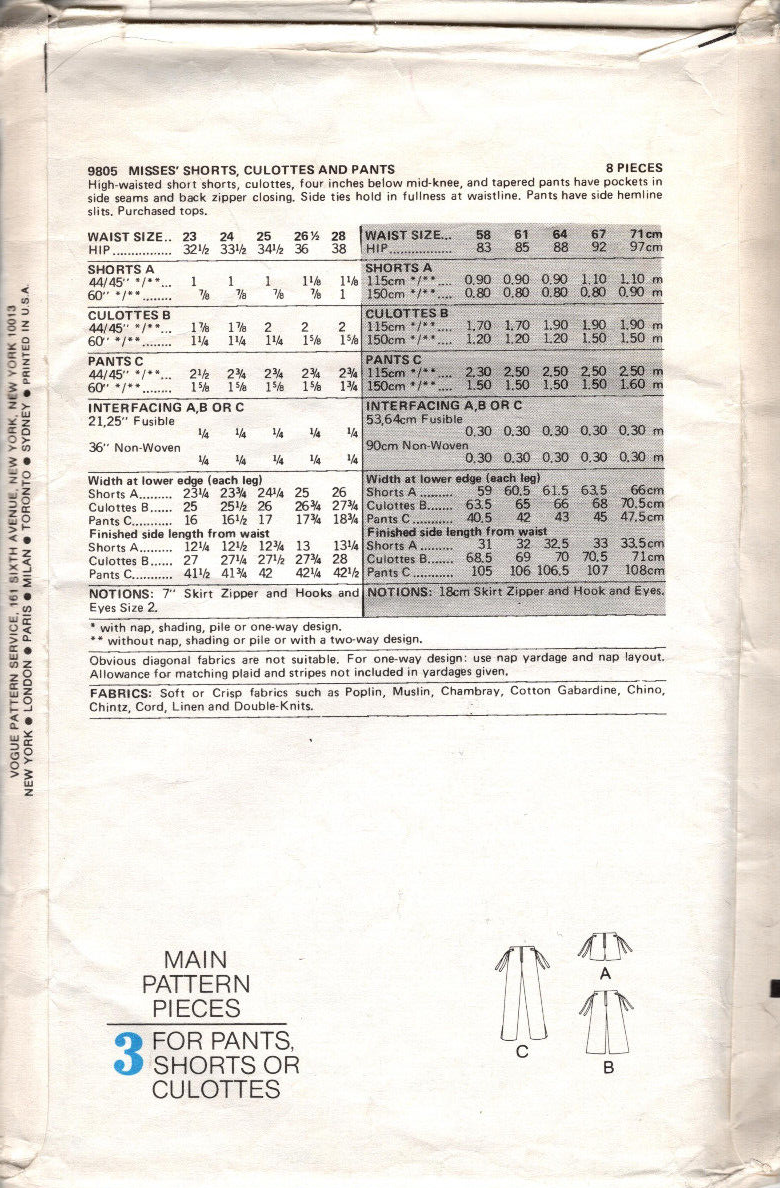 9805 MISSES' SHORTS, CULOTTES AND PANTS 8 PIECES
High-waisted short shorts, culottes, four inches below mid-knee, and tapered pants have pockets in
side seams and back zipper closing. Side ties hold in fullness at waistline. Pants have side hemline
slits. Purchased tops.
WAIST SIZE.. 23 24 25 26½ 28 WAIST SIZE... 58 61 64 67 71cm
HIP................ 32½ 33½ 34½ 36 38 HIP................ 83 85 88 92 97cm
SHORTS A SHORTS A
44/45" */**... 1 1 1 1⅛ 1⅛ 115cm */**.... 0.90 0.90 0.90 1.10 1.10 m
60" */**........ ⅞ ⅞ ⅞ ⅞ 1 150cm */**.... 0.80 0.80 0.80 0.80 0.90 m
CULOTTES B CULOTTES B
44/45" */**... 1⅞ 1⅞ 2 2 2 115cm */**.... 1.70 1.70 1.90 1.90 1.90 m
60" */**........ 1¼ 1¼ 1¼ 1⅝ 1⅝ 150cm */**.... 1.20 1.20 1.20 1.50 1.50 m
PANTS C PANTS C
44/45" */**... 2½ 2¾ 2¾ 2¾ 2¾ 115cm */**.... 2.30 2.50 2.50 2.50 2.50 m
60" */**........ 1⅝ 1⅝ 1⅝ 1⅝ 1¾ 150cm */**.... 1.50 1.50 1.50 1.50 1.60 m
INTERFACING A,B OR C INTERFACING A,B OR C
21,25" Fusible 53,64cm Fusible
¼ ¼ ¼ ¼ ¼ 0.30 0.30 0.30 0.30 0.30 m
36" Non-Woven 90cm Non-Woven
¼ ¼ ¼ ¼ ¼ 0.30 0.30 0.30 0.30 0.30 m
Width at lower edge (each leg) Width at lower edge (each leg)
Shorts A......... 23¼ 23¾ 24¼ 25 26 Shorts A ......... 59 60.5 61.5 63.5 66cm
Culottes B...... 25 25½ 26 26¾ 27¾ Culottes B....... 63.5 65 66 68 70.5cm
Pants C........... 16 16½ 17 17¾ 18¾ Pants C ............ 40.5 42 43 45 47.5cm
Finished side length from waist Finished side length from waist
Shorts A......... 12¼ 12½ 12¾ 13 13¼ Shorts A ......... 31 32 32.5 33 33.5cm
Culottes B...... 27 27¼ 27½ 27¾ 28 Culottes B....... 68.5 69 70 70.5 71cm
Pants C........... 41½ 41¾ 42 42¼ 42½ Pants C ............ 105 106 106.5 107 108cm
NOTIONS: 7" Skirt Zipper and Hooks and NOTIONS: 18cm Skirt Zipper and Hook and Eyes.
Eyes Size 2.
* with nap, shading, pile or one-way design.
** without nap, shading or pile or with a two-way design.
Obvious diagonal fabrics are not suitable. For one-way design: use nap yardage and nap layout.
Allowance for matching plaid and stripes not included in yardages given.
FABRICS: Soft or Crisp fabrics such as Poplin, Muslin, Chambray, Cotton Gabardine, Chino,
Chintz, Cord, Linen and Double-Knits.
VOGUE PATTERN SERVICE, 161 SIXTH AVENUE, NEW YORK, NEW YORK 10013
NEW YORK ● LONDON ● PARIS ● MILAN ● TORONTO ● SYDNEY ● PRINTED IN U.S.A.
MAIN
PATTERN
PIECES
3 FOR PANTS,
SHORTS OR
CULOTTES
A
C
B